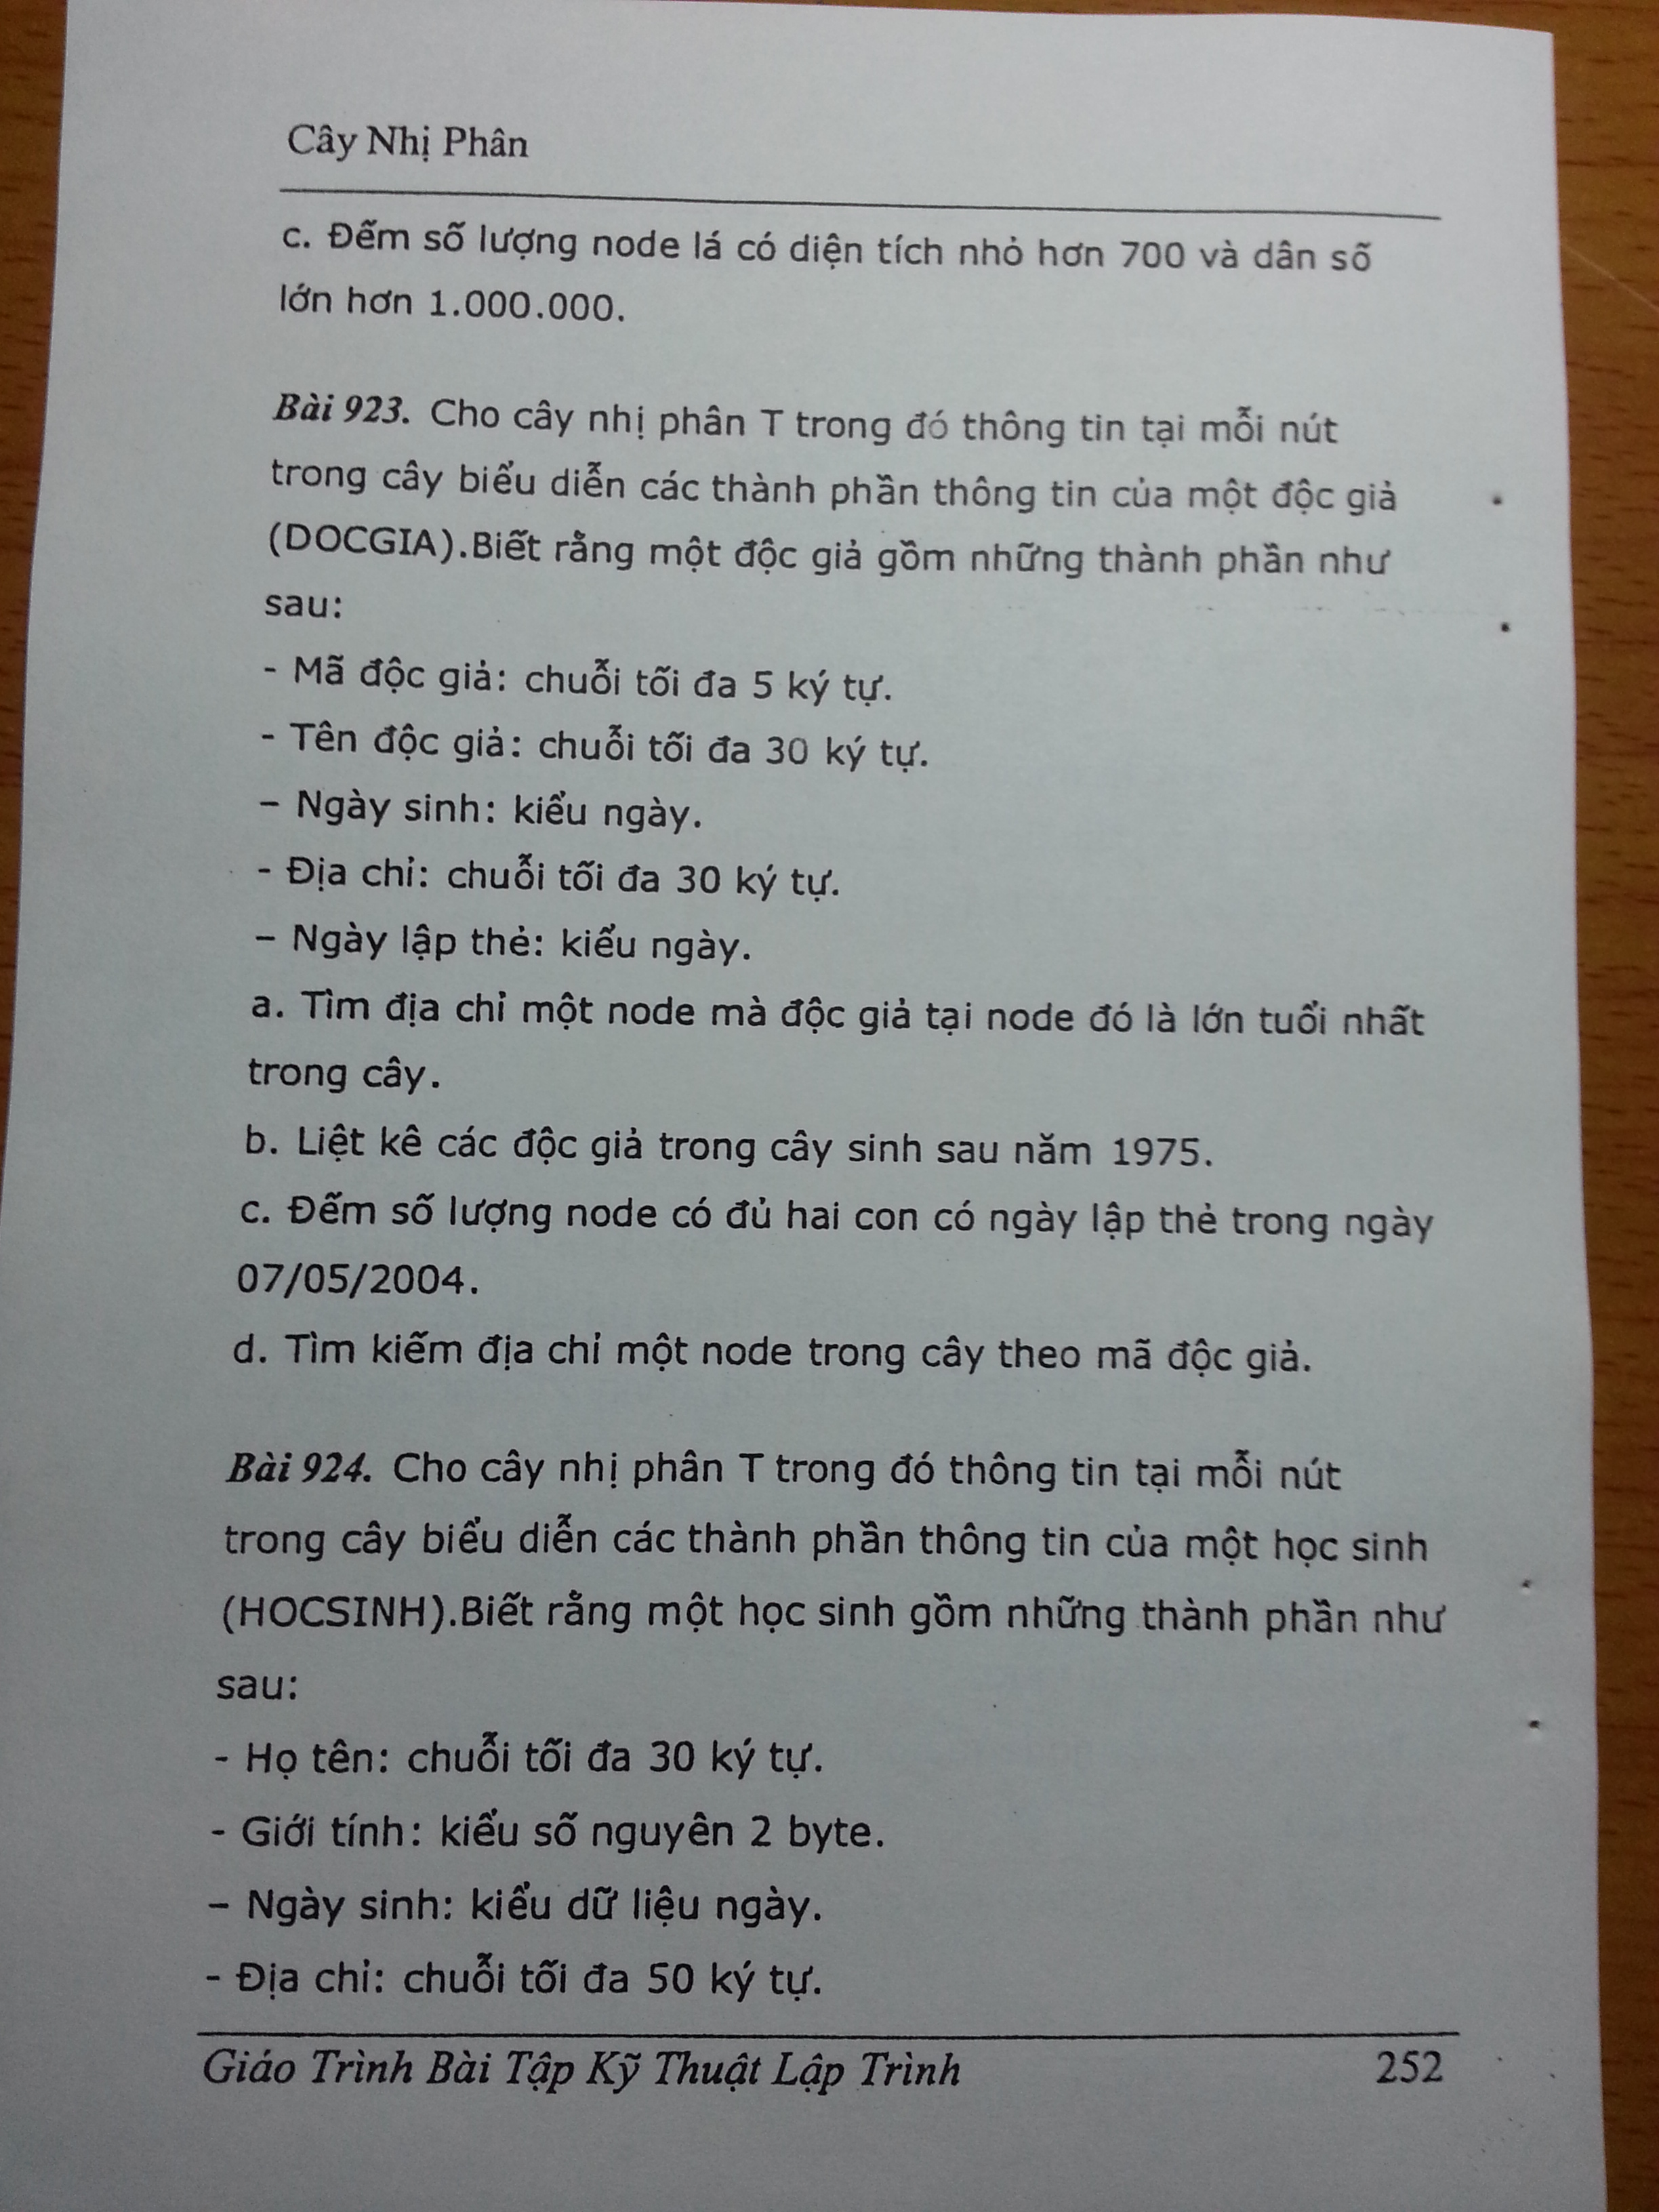 Cây Nhị Phân
c. Đếm số lượng node lá có diện tích nhỏ hơn 700 và dân số
lớn hơn 1.000.000.
Bài 923. Cho cây nhị phân T trong đó thông tin tại mỗi nút
trong cây biểu diễn các thành phần thông tin của một độc giả
(DOCGIA).Biết rằng một độc giả gồm những thành phần như
sau:
- Mã độc giả: chuỗi tối đa 5 ký tự.
- Tên độc giả: chuỗi tối đa 30 ký tự.
– Ngày sinh: kiểu ngày.
- Địa chỉ: chuỗi tối đa 30 ký tự.
– Ngày lập thẻ: kiểu ngày.
a. Tìm địa chỉ một node mà độc giả tại node đó là lớn tuổi nhất
trong cây.
b. Liệt kê các độc giả trong cây sinh sau năm 1975.
c. Đếm số lượng node có đủ hai con có ngày lập thẻ trong ngày
07/05/2004.
d. Tìm kiếm địa chỉ một node trong cây theo mã độc giả.
Bài 924. Cho cây nhị phân T trong đó thông tin tại mỗi nút
trong cây biểu diễn các thành phần thông tin của một học sinh
(HOCSINH).Biết rằng một học sinh gồm những thành phần như
sau:
- Họ tên: chuỗi tối đa 30 ký tự.
- Giới tính: kiểu số nguyên 2 byte.
– Ngày sinh: kiểu dữ liệu ngày.
- Địa chỉ: chuỗi tối đa 50 ký tự.
Giáo Trình Bài Tập Kỹ Thuật Lập Trình 252